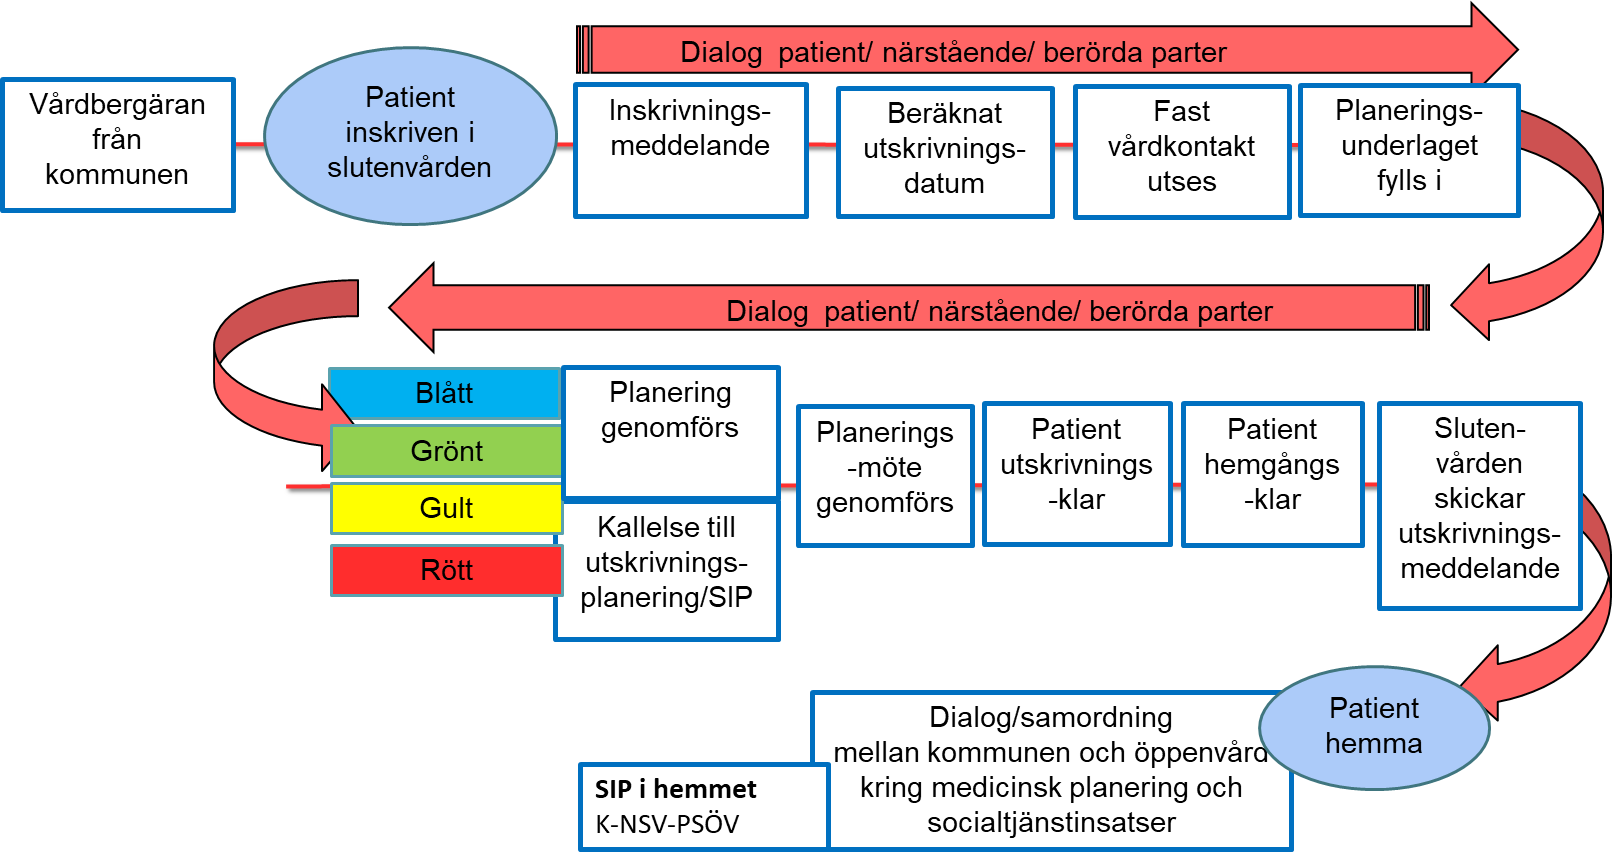 Dialog  patient/ närstående/ berörda parter
Vårdbergäran
från
kommunen
Patient
inskriven i
slutenvården
Inskrivnings-
meddelande
Beräknat
utskrivnings-
datum
Fast
vårdkontakt
utses
Planerings-
underlaget
fylls i
Dialog  patient/ närstående/ berörda parter
Blått
Grönt
Gult
Rött
Planering
genomförs
Kallelse till
utskrivnings-
planering/SIP
Planerings
-möte
genomförs
Patient
utskrivnings
-klar
Patient
hemgångs
-klar
Sluten-
vården
skickar
utskrivnings-
meddelande
Patient
hemma
Dialog/samordning
mellan kommunen och öppenvård
kring medicinsk planering och
socialtjänstinsatser
SIP i hemmet
K-NSV-PSÖV